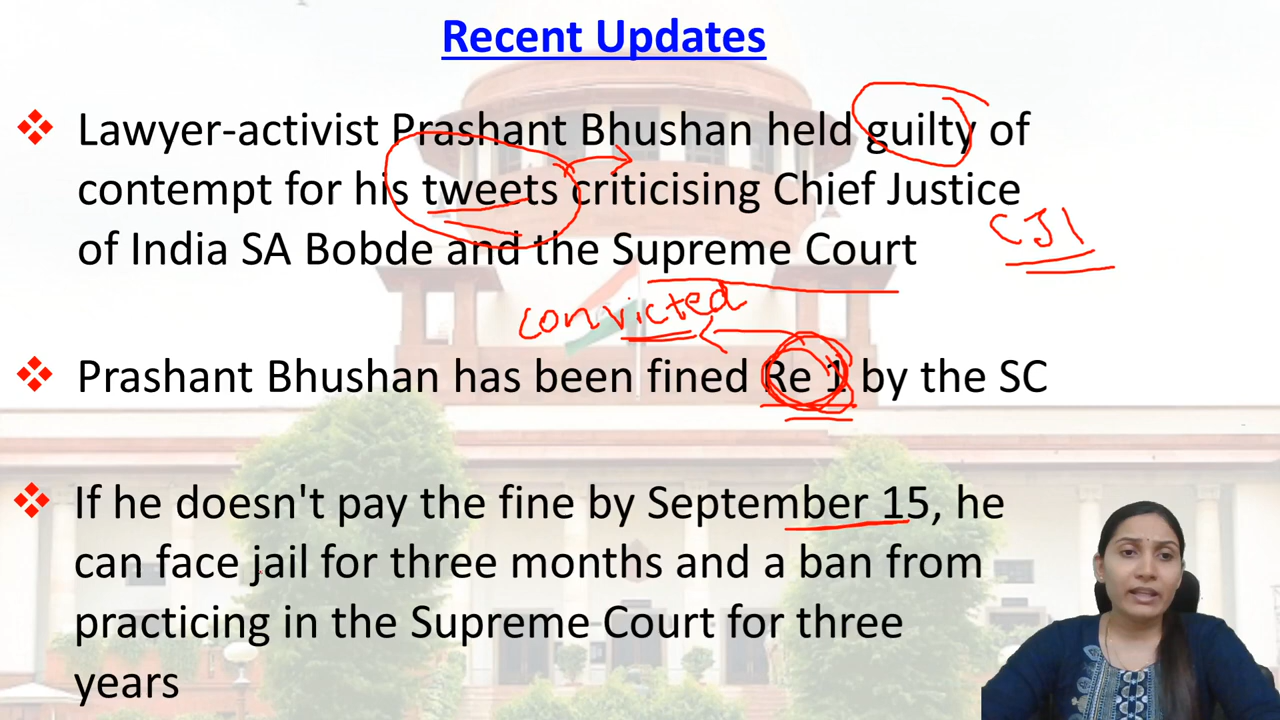 Recent Updates
Lawyer-activist Prashant Bhushan held guilty of
contempt for his tweets criticising Chief Justice
CJI
of India SA Bobde and the Supreme Court
convicted
Prashant Bhushan has been fined Re 1 by the SC
If he doesn't pay the fine by September 15, he
can face jail for three months and a ban from
practicing in the Supreme Court for three
years